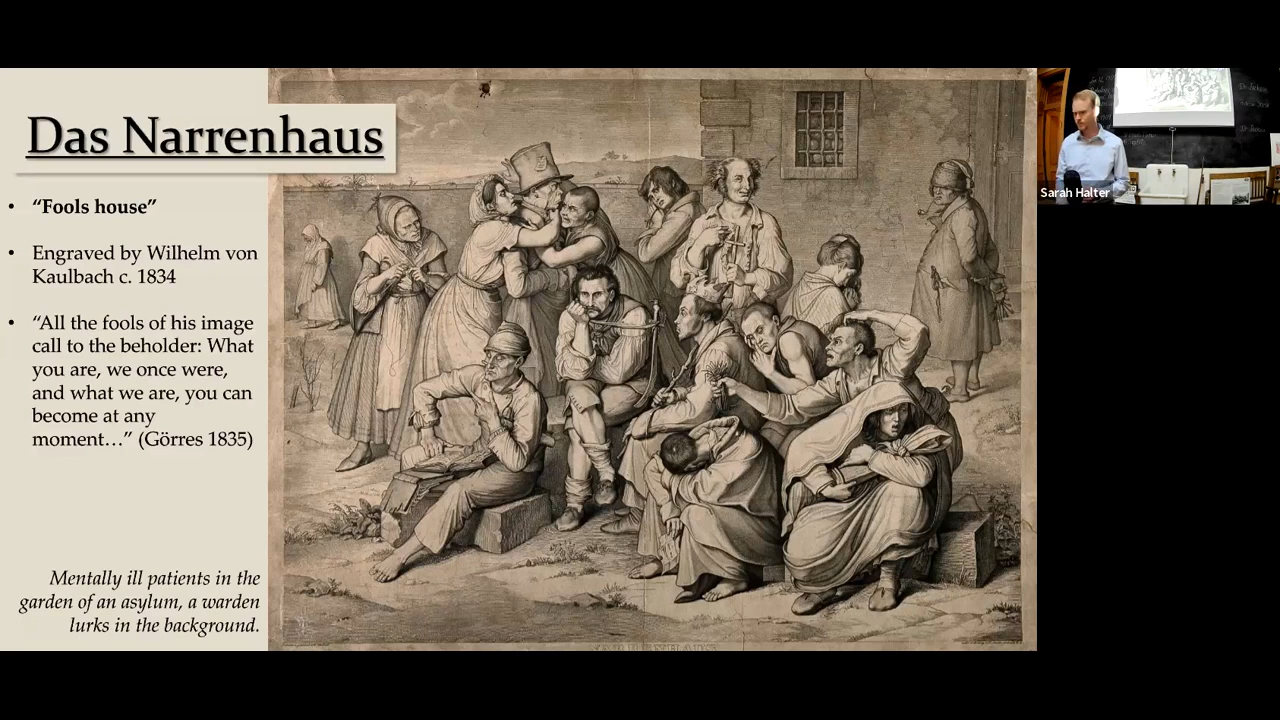 Das Narrenhaus
• “Fools house”
• Engraved by Wilhelm von
Kaulbach c. 1834
• “All the fools of his image
call to the beholder: What
you are, we once were,
and what we are, you can
become at any
moment…” (Görres 1835)
Mentally ill patients in the
garden of an asylum, a warden
lurks in the background.
Sarah Halter